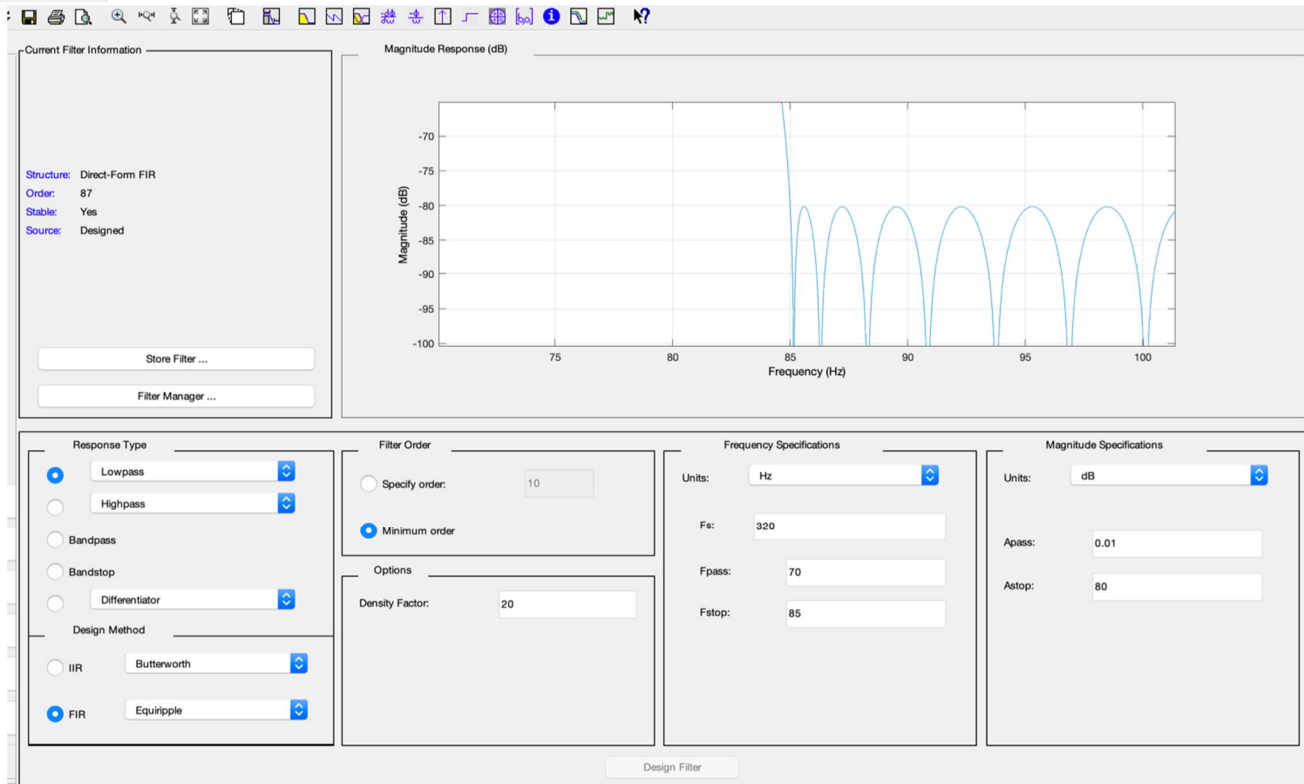 Current Filter Information
Structure: Direct-Form FIR
Order: 87
Stable: Yes
Source: Designed
Store Filter ...
Filter Manager ...
Magnitude Response (dB)
Magnitude (dB)
-70
-75
-80
-85
-90
-95
-100
75 80 85 90 95 100
Frequency (Hz)
Response Type
Lowpass
Highpass
Bandpass
Bandstop
Differentiator
Design Method
IIR Butterworth
FIR Equiripple
Filter Order
Specify order: 10
Minimum order
Options
Density Factor: 20
Frequency Specifications
Units: Hz
Fs: 320
Fpass: 70
Fstop: 85
Magnitude Specifications
Units: dB
Apass: 0.01
Astop: 80
Design Filter